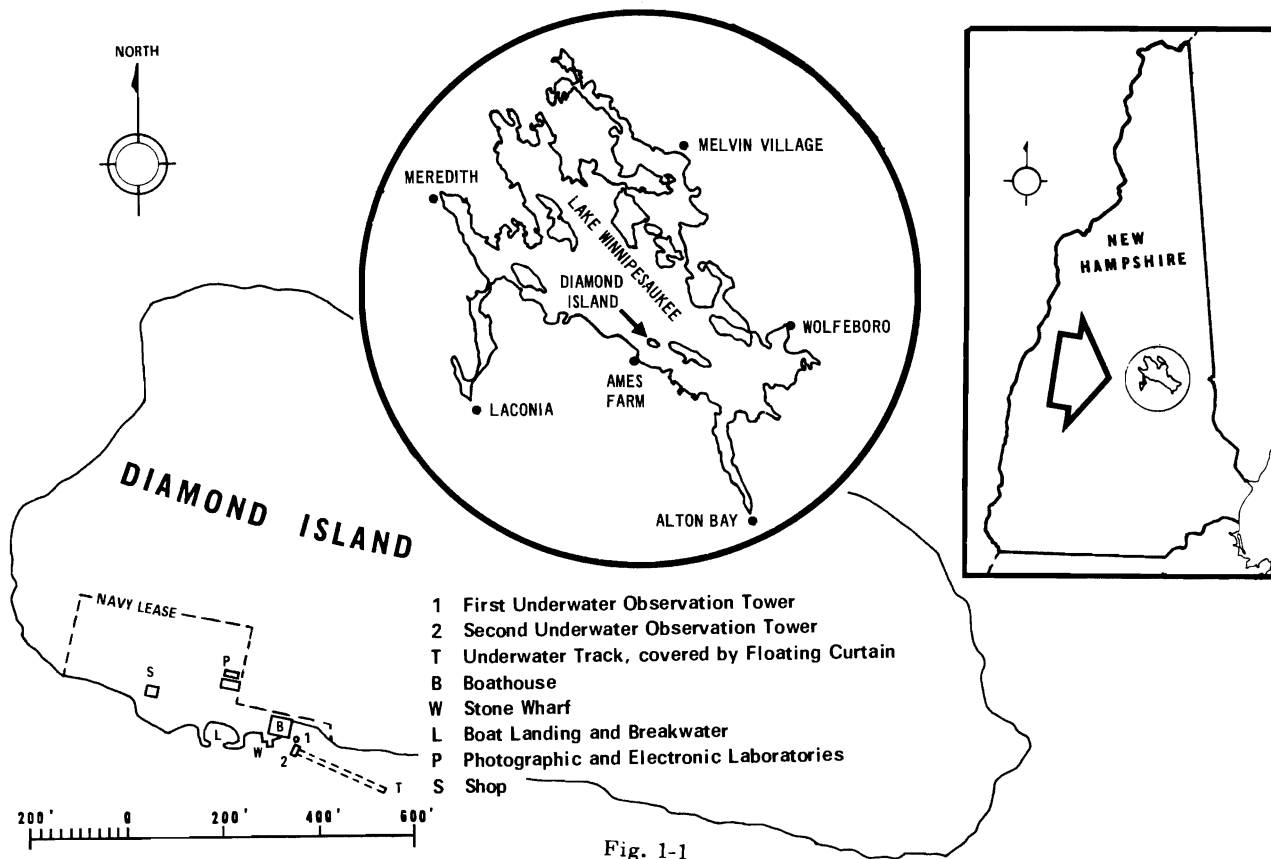 NORTH
MELVIN VILLAGE
MEREDITH
LAKE WINNIPESAUKEE
DIAMOND
ISLAND
WOLFEBORO
AMES
FARM
LACONIA
ALTON BAY
NEW
HAMPSHIRE
DIAMOND ISLAND
NAVY LEASE
P
S
L
W
B
1
2
T
1 First Underwater Observation Tower
2 Second Underwater Observation Tower
T Underwater Track, covered by Floating Curtain
B Boathouse
W Stone Wharf
L Boat Landing and Breakwater
P Photographic and Electronic Laboratories
S Shop
200' 0 200' 400' 600'
Fig. 1-1